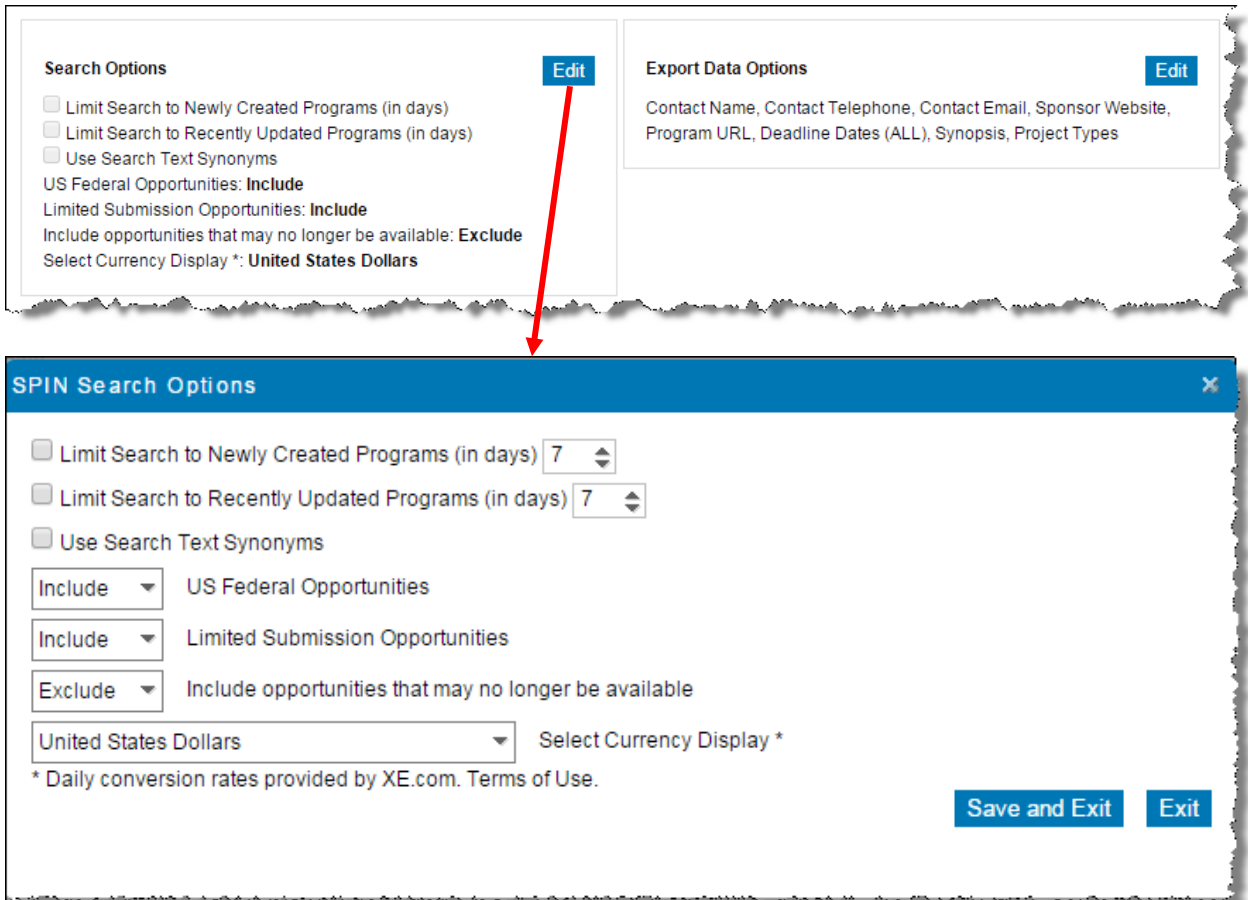 Search Options
Edit
Limit Search to Newly Created Programs (in days)
Limit Search to Recently Updated Programs (in days)
Use Search Text Synonyms
US Federal Opportunities: Include
Limited Submission Opportunities: Include
Include opportunities that may no longer be available: Exclude
Select Currency Display *: United States Dollars
Export Data Options
Edit
Contact Name, Contact Telephone, Contact Email, Sponsor Website,
Program URL, Deadline Dates (ALL), Synopsis, Project Types
SPIN Search Options
Limit Search to Newly Created Programs (in days) 7
Limit Search to Recently Updated Programs (in days) 7
Use Search Text Synonyms
Include US Federal Opportunities
Include Limited Submission Opportunities
Exclude Include opportunities that may no longer be available
United States Dollars Select Currency Display *
* Daily conversion rates provided by XE.com. Terms of Use.
Save and Exit Exit